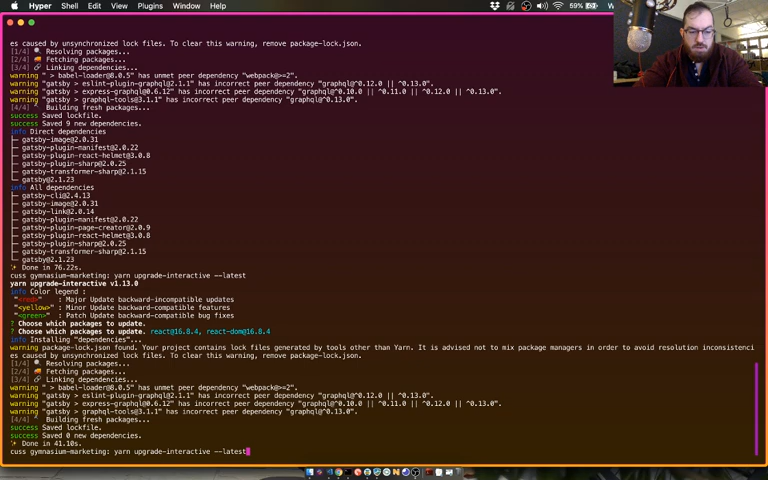 Hyper Shell Edit View Plugins Window Help 59%
es caused by unsynchronized lock files. To clear this warning, remove package-lock.json.
[1/4] Resolving packages...
[2/4] Fetching packages...
[3/4] Linking dependencies...
warning " > babel-loader@8.0.5" has unmet peer dependency "webpack@>=2".
warning "gatsby > eslint-plugin-graphql@2.1.1" has incorrect peer dependency "graphql@^0.12.0 || ^0.13.0".
warning "gatsby > express-graphql@0.6.12" has incorrect peer dependency "graphql@^0.10.0 || ^0.11.0 || ^0.12.0 || ^0.13.0".
warning "gatsby > graphql-tools@3.1.1" has incorrect peer dependency "graphql@^0.13.0".
[4/4] Building fresh packages...
success Saved lockfile.
success Saved 9 new dependencies.
info Direct dependencies
├─ gatsby-image@2.0.31
├─ gatsby-plugin-manifest@2.0.22
├─ gatsby-plugin-react-helmet@3.0.8
├─ gatsby-plugin-sharp@2.0.25
├─ gatsby-transformer-sharp@2.1.15
└─ gatsby@2.1.23
info All dependencies
├─ gatsby-cli@2.4.13
├─ gatsby-image@2.0.31
├─ gatsby-link@2.0.14
├─ gatsby-plugin-manifest@2.0.22
├─ gatsby-plugin-page-creator@2.0.9
├─ gatsby-plugin-react-helmet@3.0.8
├─ gatsby-plugin-sharp@2.0.25
├─ gatsby-transformer-sharp@2.1.15
└─ gatsby@2.1.23
Done in 76.22s.
cuss gymnasium-marketing: yarn upgrade-interactive --latest
yarn upgrade-interactive v1.13.0
info Color legend :
"<red>" : Major Update backward-incompatible updates
"<yellow>" : Minor Update backward-compatible features
"<green>" : Patch Update backward-compatible bug fixes
? Choose which packages to update.
? Choose which packages to update. react@16.8.4, react-dom@16.8.4
info Installing "dependencies"...
warning package-lock.json found. Your project contains lock files generated by tools other than Yarn. It is advised not to mix package managers in order to avoid resolution inconsistenci
es caused by unsynchronized lock files. To clear this warning, remove package-lock.json.
[1/4] Resolving packages...
[2/4] Fetching packages...
[3/4] Linking dependencies...
warning " > babel-loader@8.0.5" has unmet peer dependency "webpack@>=2".
warning "gatsby > eslint-plugin-graphql@2.1.1" has incorrect peer dependency "graphql@^0.12.0 || ^0.13.0".
warning "gatsby > express-graphql@0.6.12" has incorrect peer dependency "graphql@^0.10.0 || ^0.11.0 || ^0.12.0 || ^0.13.0".
warning "gatsby > graphql-tools@3.1.1" has incorrect peer dependency "graphql@^0.13.0".
[4/4] Building fresh packages...
success Saved lockfile.
success Saved 0 new dependencies.
Done in 41.10s.
cuss gymnasium-marketing: yarn upgrade-interactive --latest